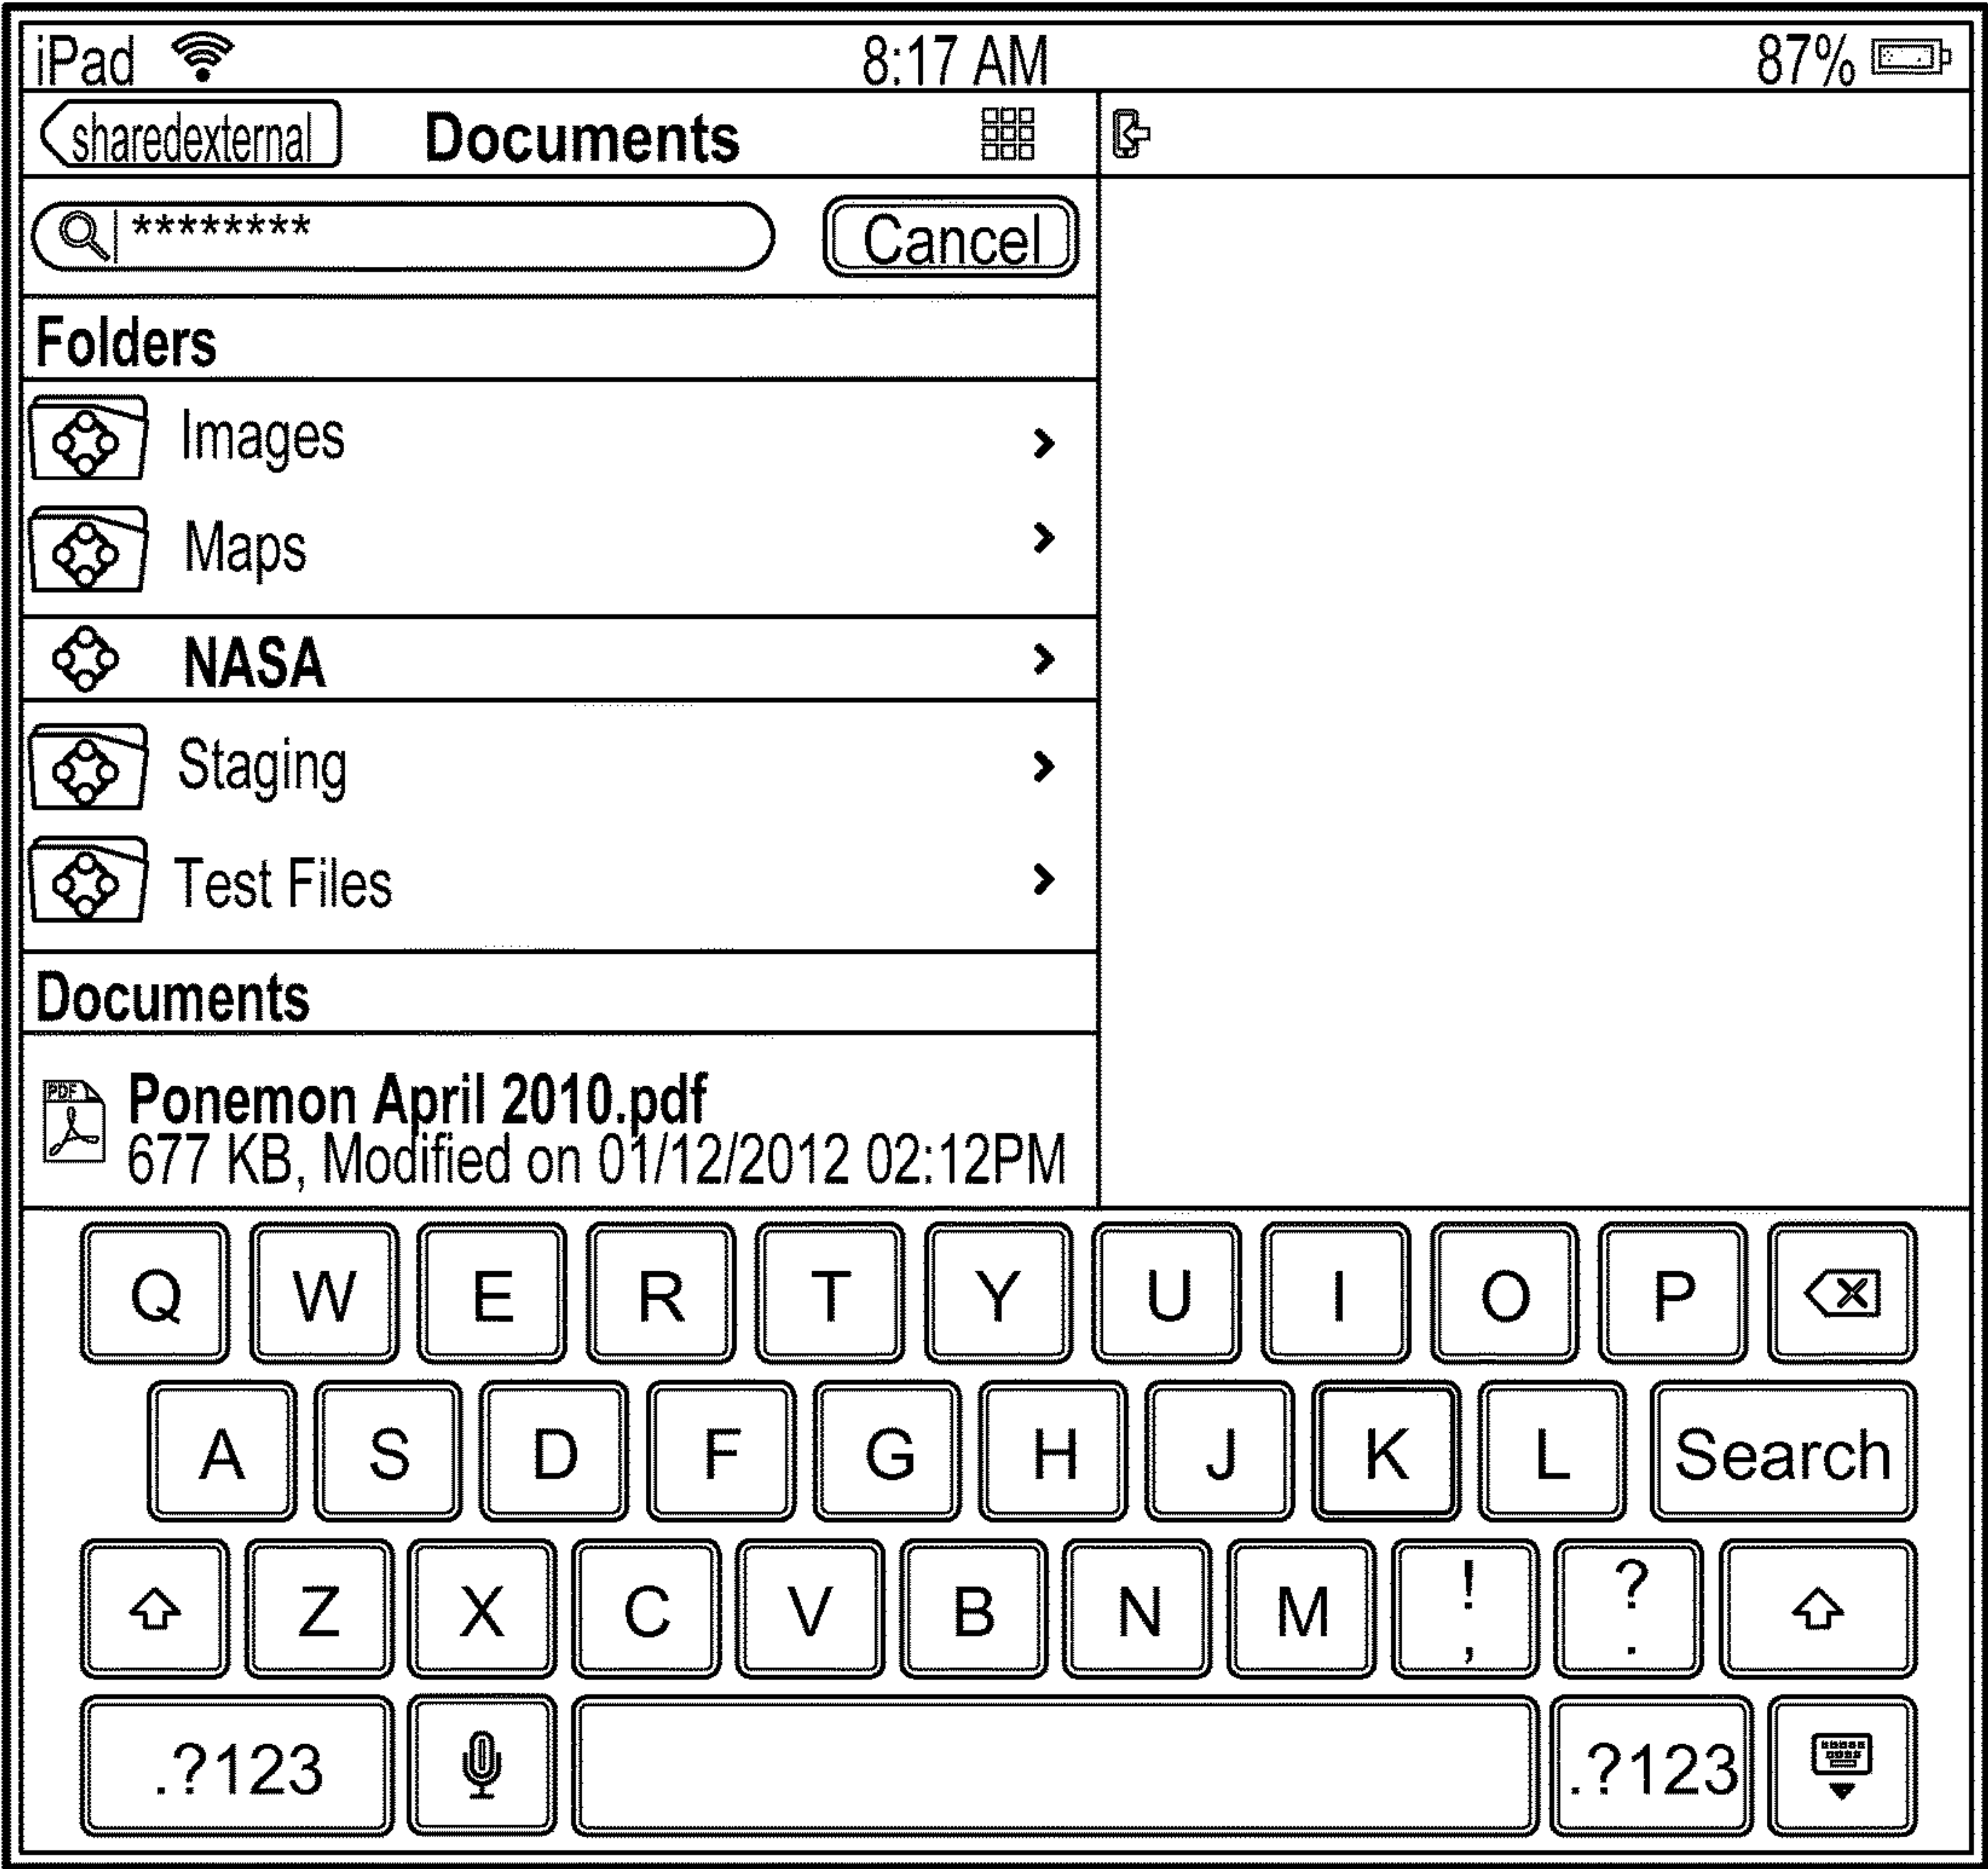 iPad 8:17 AM 87%
sharedexternal Documents
******** Cancel
Folders
Images
Maps
NASA
Staging
Test Files
Documents
PDF Ponemon April 2010.pdf
677 KB, Modified on 01/12/2012 02:12PM
Q W E R T Y U I O P
A S D F G H J K L Search
Z X C V B N M ! , ? .
.?123 .?123